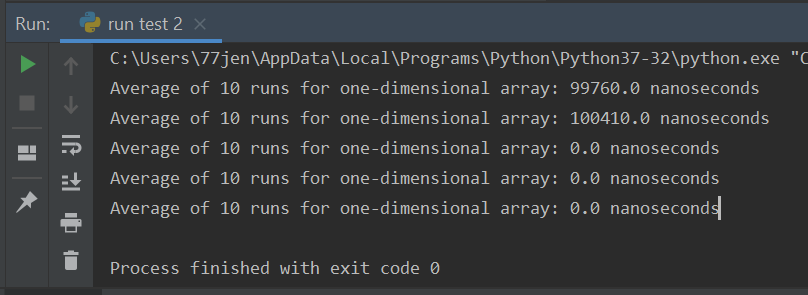 Run: run test 2
C:\Users\77jen\AppData\Local\Programs\Python\Python37-32\python.exe "C
Average of 10 runs for one-dimensional array: 99760.0 nanoseconds
Average of 10 runs for one-dimensional array: 100410.0 nanoseconds
Average of 10 runs for one-dimensional array: 0.0 nanoseconds
Average of 10 runs for one-dimensional array: 0.0 nanoseconds
Average of 10 runs for one-dimensional array: 0.0 nanoseconds
Process finished with exit code 0